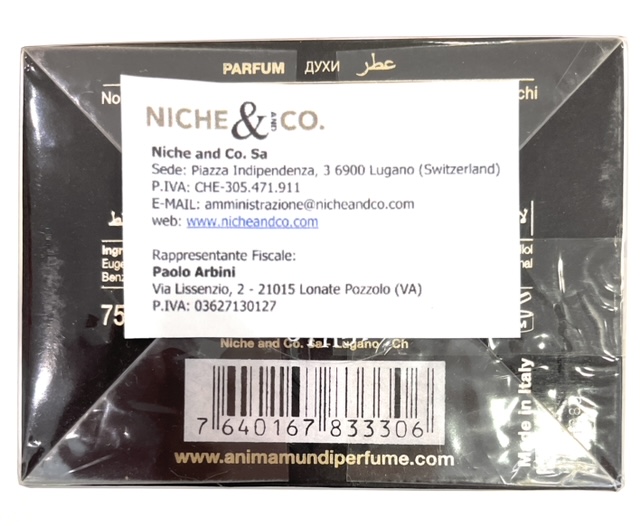 PARFUM ДУХИ عطر
NICHE & AND CO.
Niche and Co. Sa
Sede: Piazza Indipendenza, 3 6900 Lugano (Switzerland)
P.IVA: CHE-305.471.911
E-MAIL: amministrazione@nicheandco.com
web: www.nicheandco.com
Rappresentante Fiscale:
Paolo Arbini
Via Lissenzio, 2 - 21015 Lonate Pozzolo (VA)
P.IVA: 03627130127
75
Niche and Co. Sa - Lugano - Ch
Made in Italy
7 640167 833306
www.animamundiperfume.com